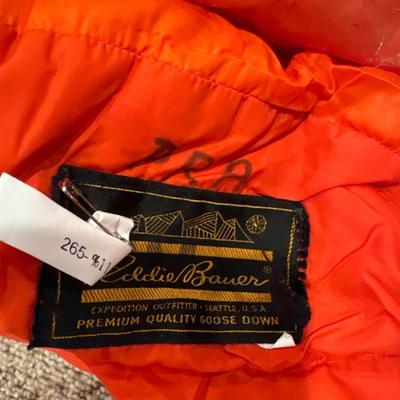 265-%11
Eddie Bauer®
EXPEDITION OUTFITTER · SEATTLE, U.S.A.
PREMIUM QUALITY GOOSE DOWN